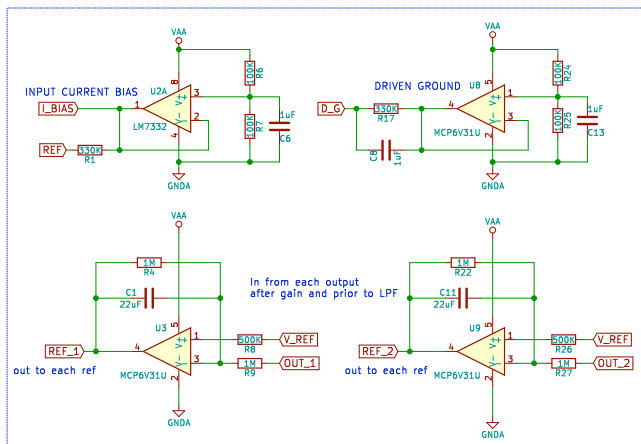 VAA
8
U2A
3
V+
2
V-
4
1
LM7332
INPUT CURRENT BIAS
I_BIAS
REF
330K
R1
100K
R6
100K
R7
1uF
C6
GNDA
VAA
5
U8
1
V+
3
V-
2
4
MCP6V31U
DRIVEN GROUND
D_G
330K
R17
C8
1uF
100K
R24
100K
R25
1uF
C13
GNDA
VAA
1M
R4
C1
22uF
In from each output
after gain and prior to LPF
5
U3
1
V+
3
V-
2
4
MCP6V31U
REF_1
out to each ref
500K
R8
V_REF
1M
R9
OUT_1
GNDA
VAA
1M
R22
C11
22uF
5
U9
1
V+
3
V-
2
4
MCP6V31U
REF_2
out to each ref
500K
R26
V_REF
1M
R27
OUT_2
GNDA